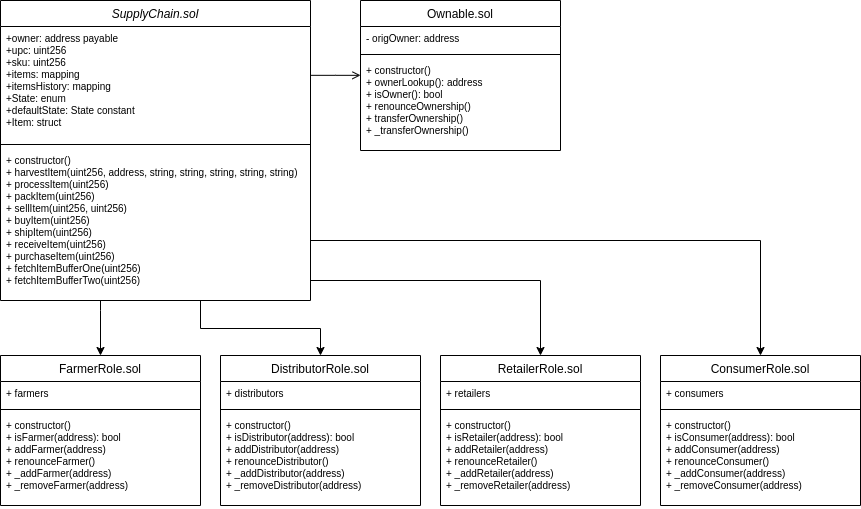 SupplyChain.sol
+owner: address payable
+upc: uint256
+sku: uint256
+items: mapping
+itemsHistory: mapping
+State: enum
+defaultState: State constant
+Item: struct
+ constructor()
+ harvestItem(uint256, address, string, string, string, string, string)
+ processItem(uint256)
+ packItem(uint256)
+ sellItem(uint256, uint256)
+ buyItem(uint256)
+ shipItem(uint256)
+ receiveItem(uint256)
+ purchaseItem(uint256)
+ fetchItemBufferOne(uint256)
+ fetchItemBufferTwo(uint256)
Ownable.sol
- origOwner: address
+ constructor()
+ ownerLookup(): address
+ isOwner(): bool
+ renounceOwnership()
+ transferOwnership()
+ _transferOwnership()
FarmerRole.sol
+ farmers
+ constructor()
+ isFarmer(address): bool
+ addFarmer(address)
+ renounceFarmer()
+ _addFarmer(address)
+ _removeFarmer(address)
DistributorRole.sol
+ distributors
+ constructor()
+ isDistributor(address): bool
+ addDistributor(address)
+ renounceDistributor()
+ _addDistributor(address)
+ _removeDistributor(address)
RetailerRole.sol
+ retailers
+ constructor()
+ isRetailer(address): bool
+ addRetailer(address)
+ renounceRetailer()
+ _addRetailer(address)
+ _removeRetailer(address)
ConsumerRole.sol
+ consumers
+ constructor()
+ isConsumer(address): bool
+ addConsumer(address)
+ renounceConsumer()
+ _addConsumer(address)
+ _removeConsumer(address)